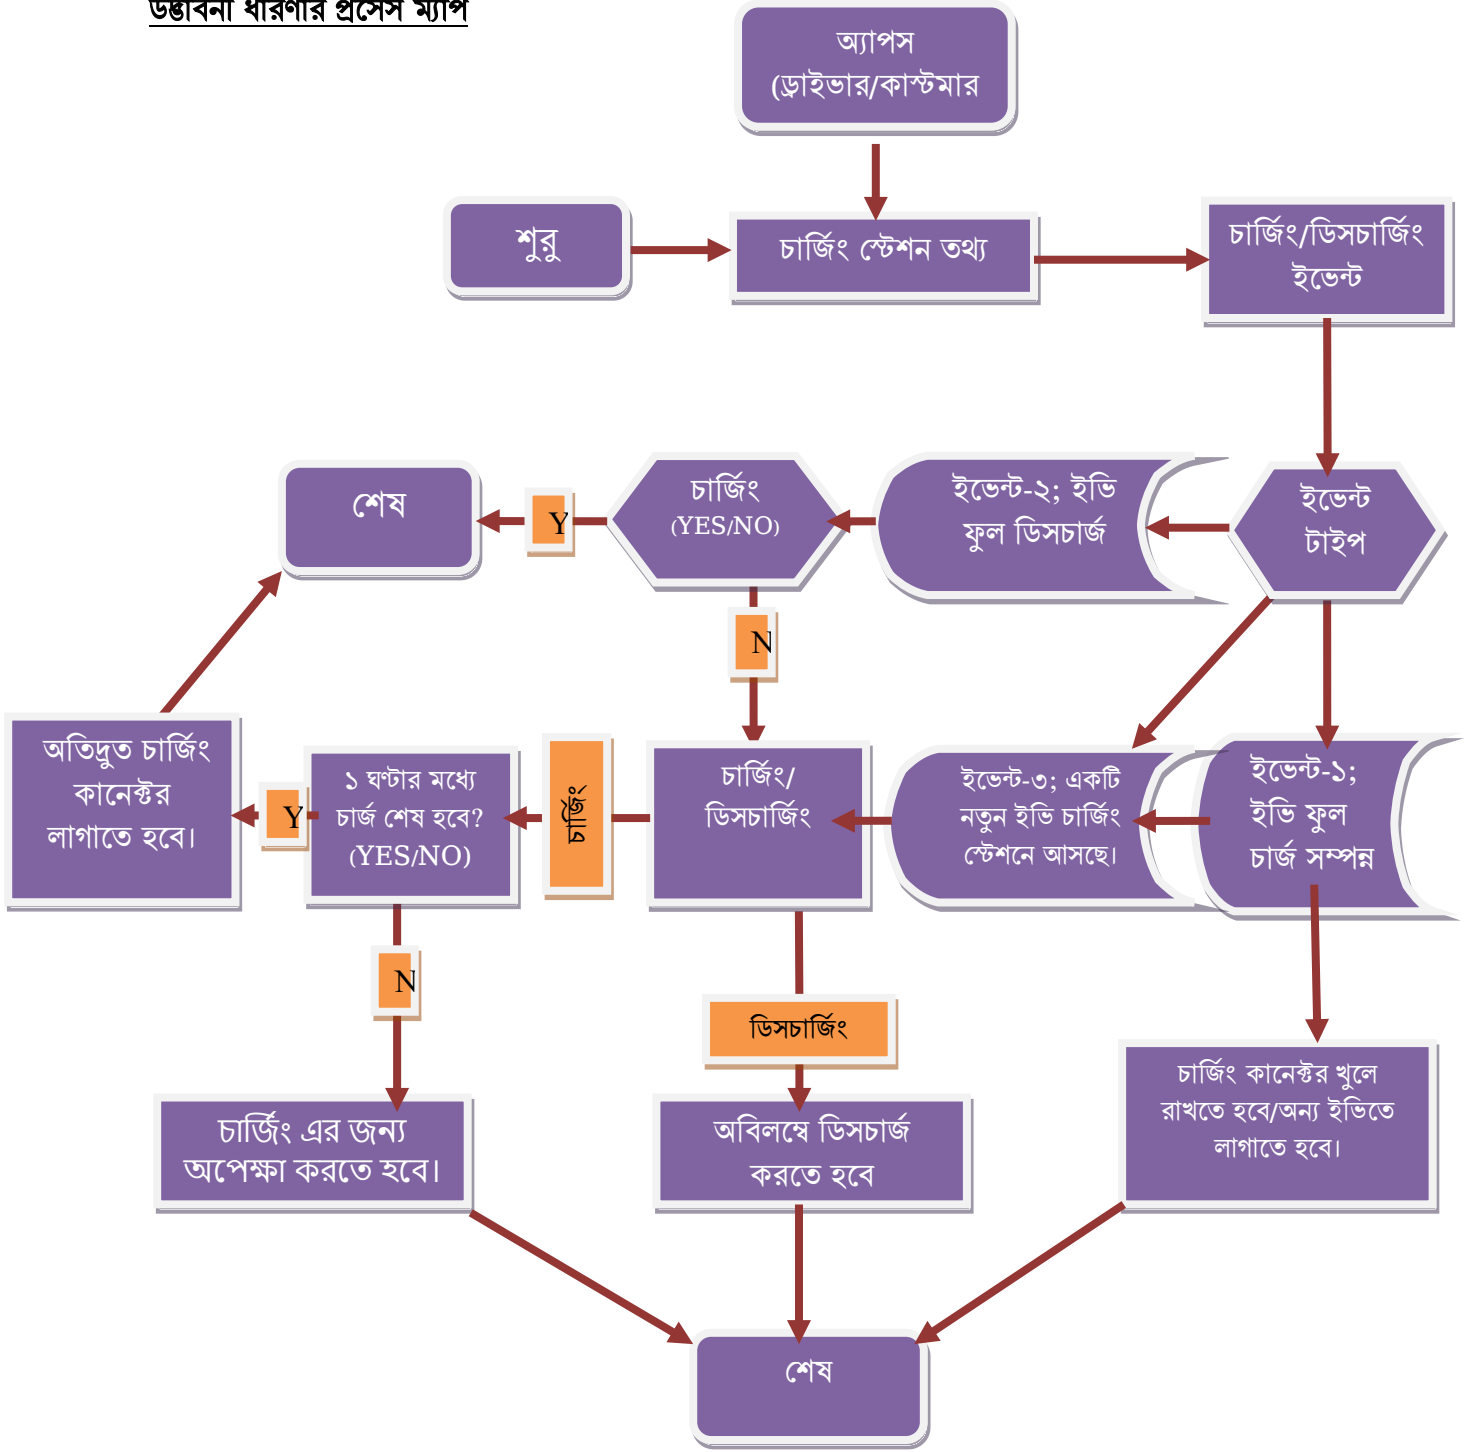 উদ্ভাবনী ধারণার প্রসেস ম্যাপ
অ্যাপস
(ড্রাইভার/কাস্টমার
শুরু
চার্জিং স্টেশন তথ্য
চার্জিং/ডিসচার্জিং
ইভেন্ট
শেষ
Y
চার্জিং
(YES/NO)
ইভেন্ট-২; ইভি
ফুল ডিসচার্জ
ইভেন্ট
টাইপ
N
অতিদ্রুত চার্জিং
কানেক্টর
লাগাতে হবে।
Y
১ ঘণ্টার মধ্যে
চার্জ শেষ হবে?
(YES/NO)
চার্জিং
চার্জিং/
ডিসচার্জিং
ইভেন্ট-৩; একটি
নতুন ইভি চার্জিং
স্টেশনে আসছে।
ইভেন্ট-১;
ইভি ফুল
চার্জ সম্পন্ন
N
ডিসচার্জিং
চার্জিং এর জন্য
অপেক্ষা করতে হবে।
অবিলম্বে ডিসচার্জ
করতে হবে
চার্জিং কানেক্টর খুলে
রাখতে হবে/অন্য ইভিতে
লাগাতে হবে।
শেষ